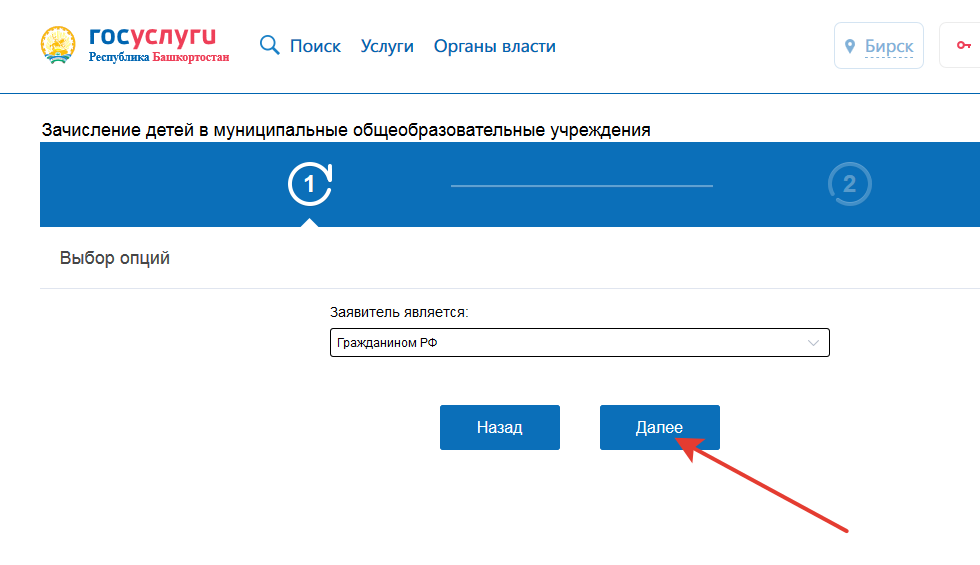 госуслуги
Республика Башкортостан
Поиск Услуги Органы власти
Бирск
Зачисление детей в муниципальные общеобразовательные учреждения
1 2
Выбор опций
Заявитель является:
Гражданином РФ
Назад Далее